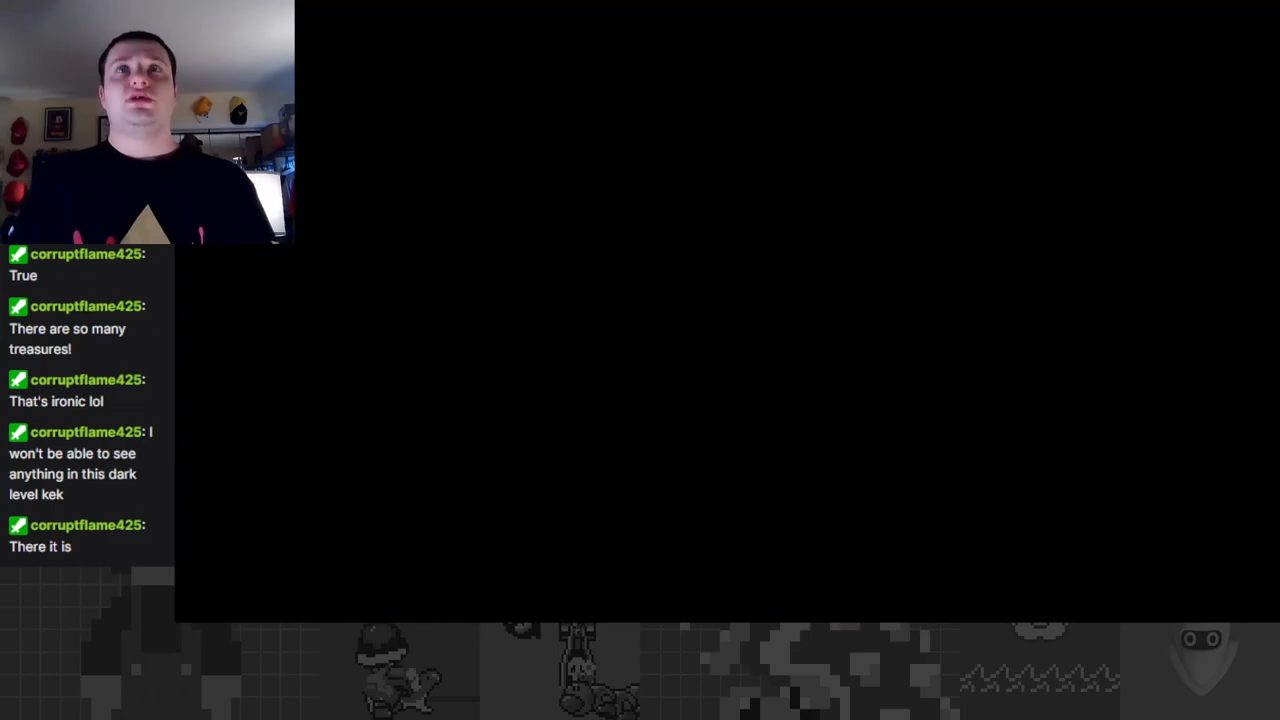 corruptflame425:
True
corruptflame425:
There are so many
treasures!
corruptflame425:
That's ironic lol
corruptflame425: I
won't be able to see
anything in this dark
level kek
corruptflame425:
There it is